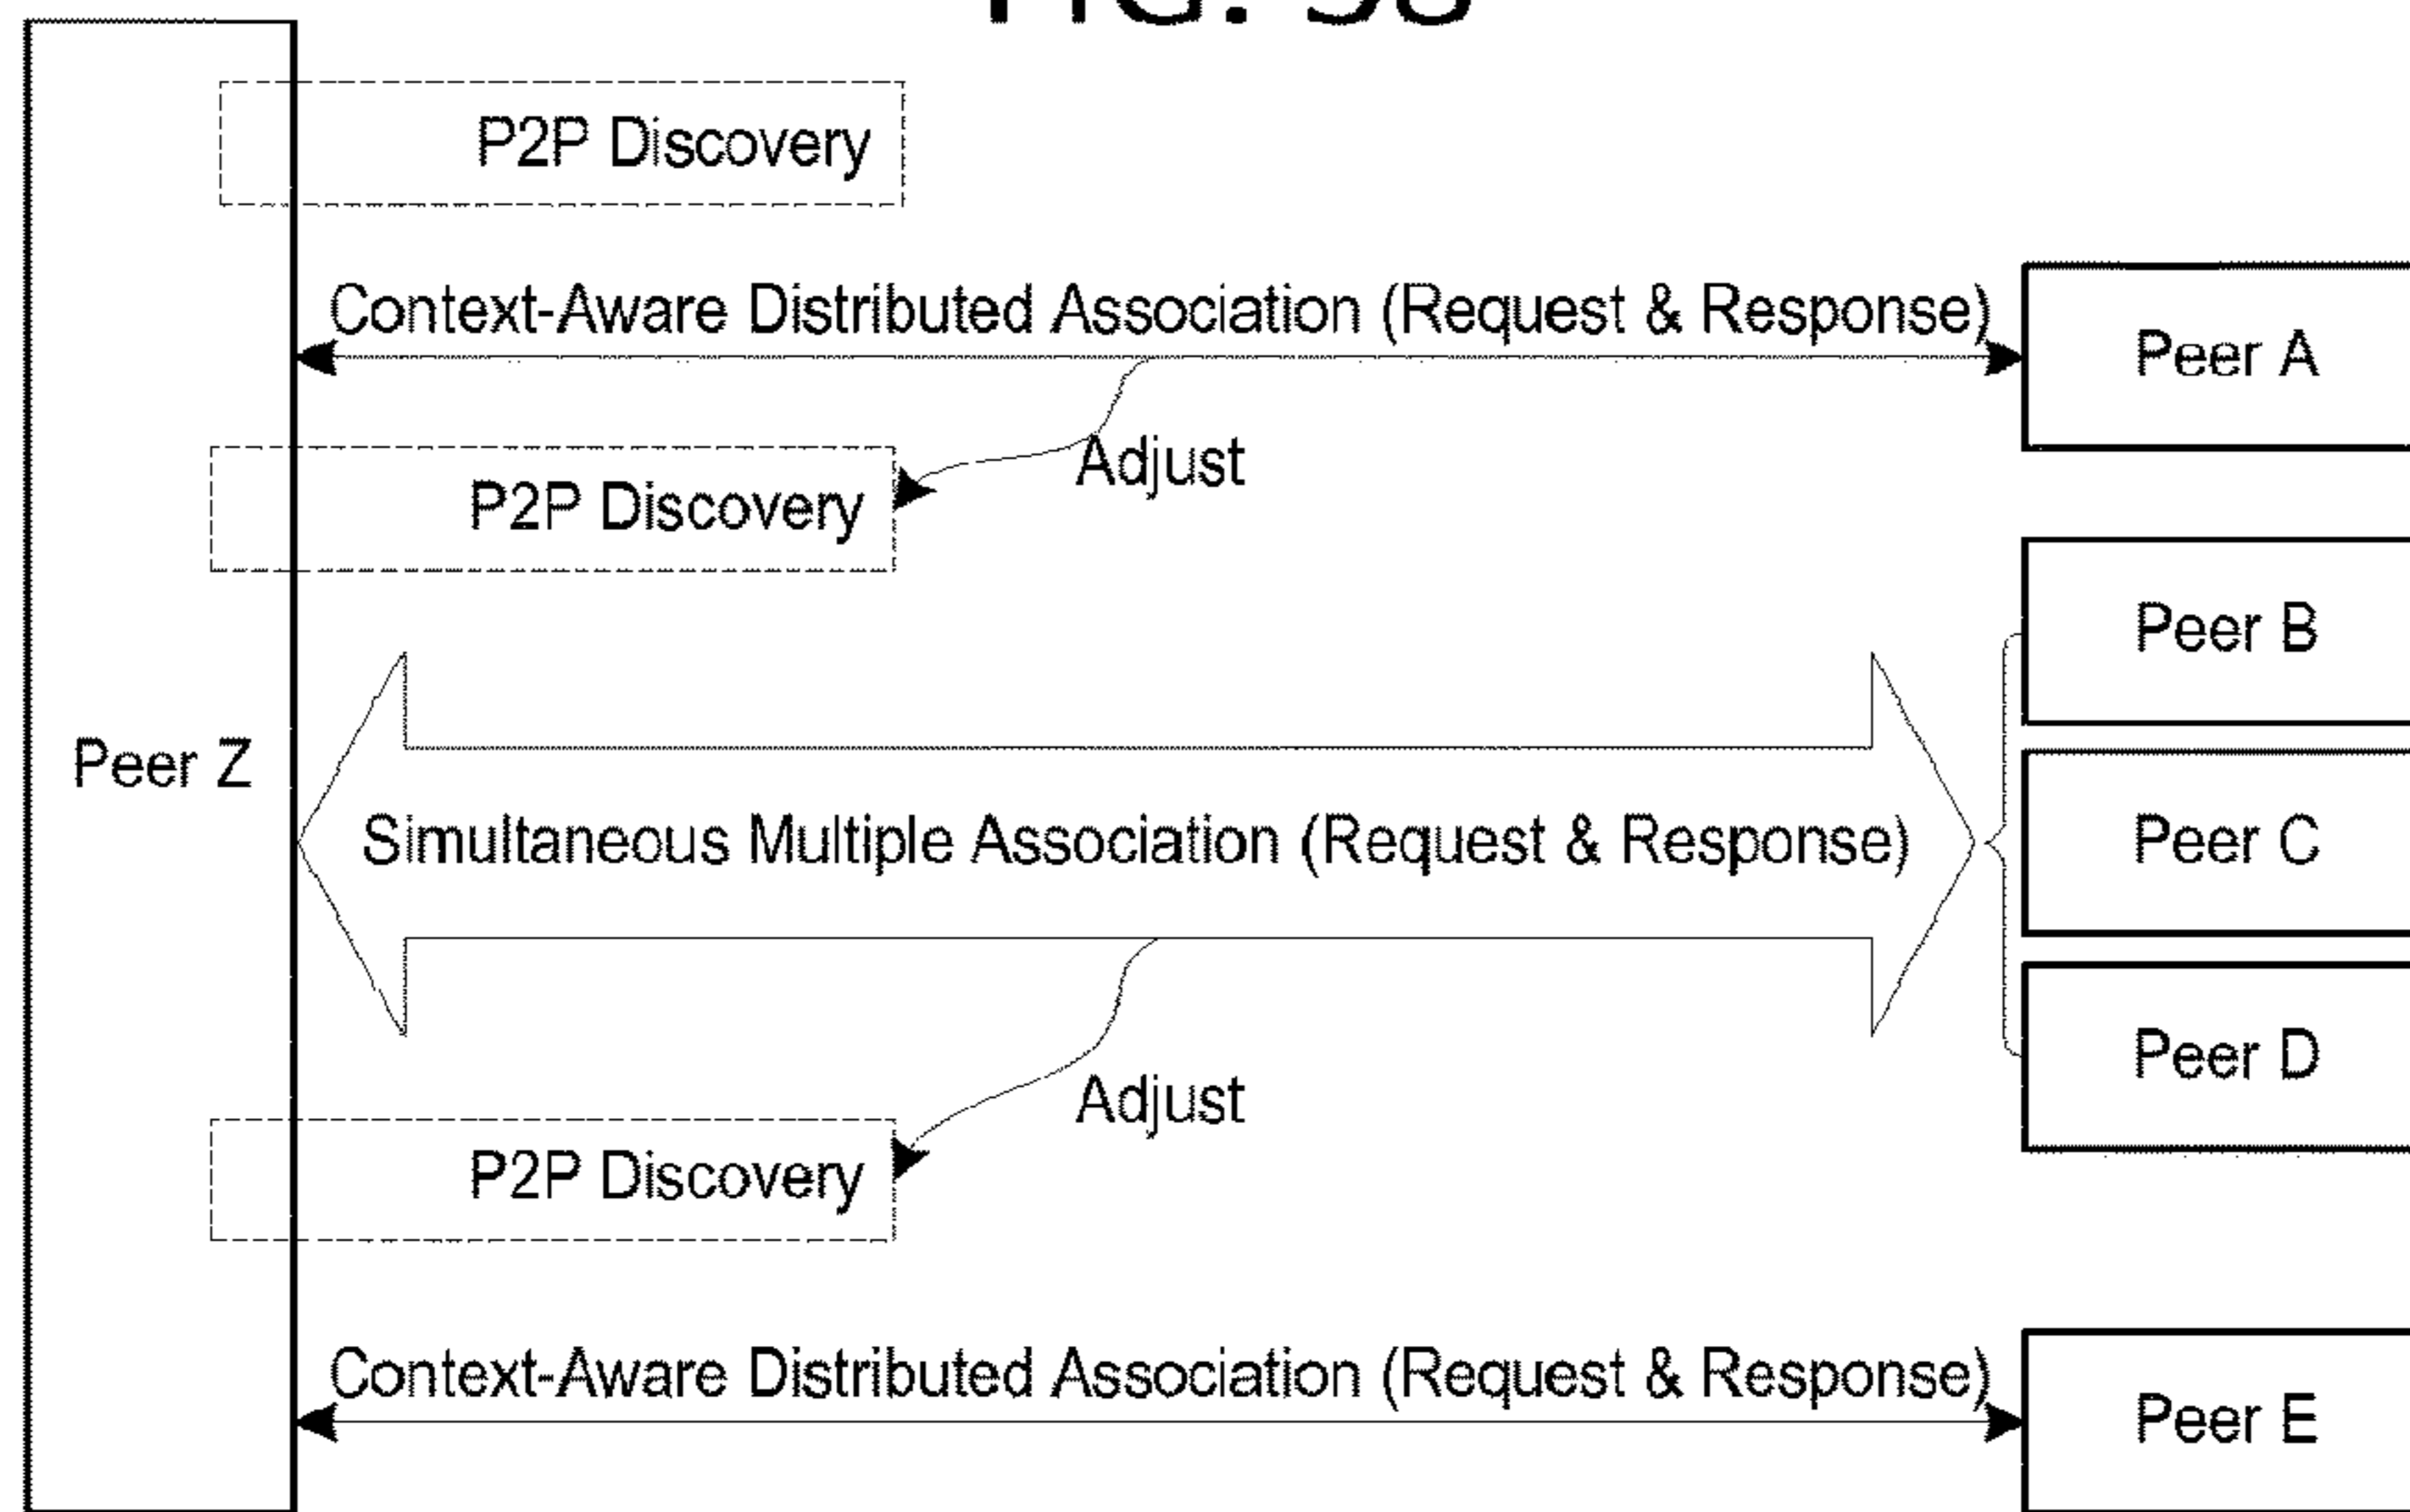 FIG.
P2P Discovery
Context-Aware Distributed Association (Request & Response)
Peer A
Adjust
P2P Discovery
Peer B
Peer Z
Simultaneous Multiple Association (Request & Response)
Peer C
Peer D
Adjust
P2P Discovery
Context-Aware Distributed Association (Request & Response)
Peer E